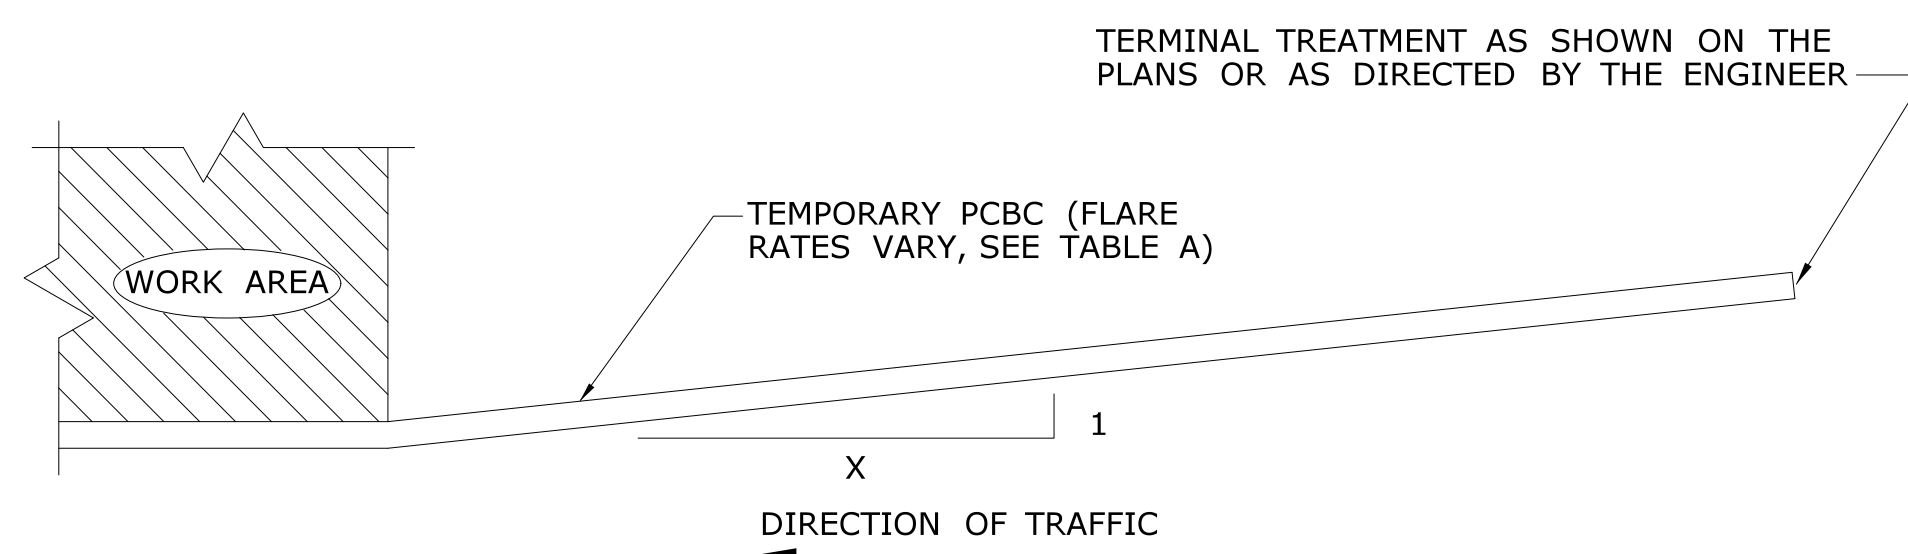 TERMINAL TREATMENT AS SHOWN ON THE
PLANS OR AS DIRECTED BY THE ENGINEER
TEMPORARY PCBC (FLARE
RATES VARY, SEE TABLE A)
WORK AREA
1
X
DIRECTION OF TRAFFIC